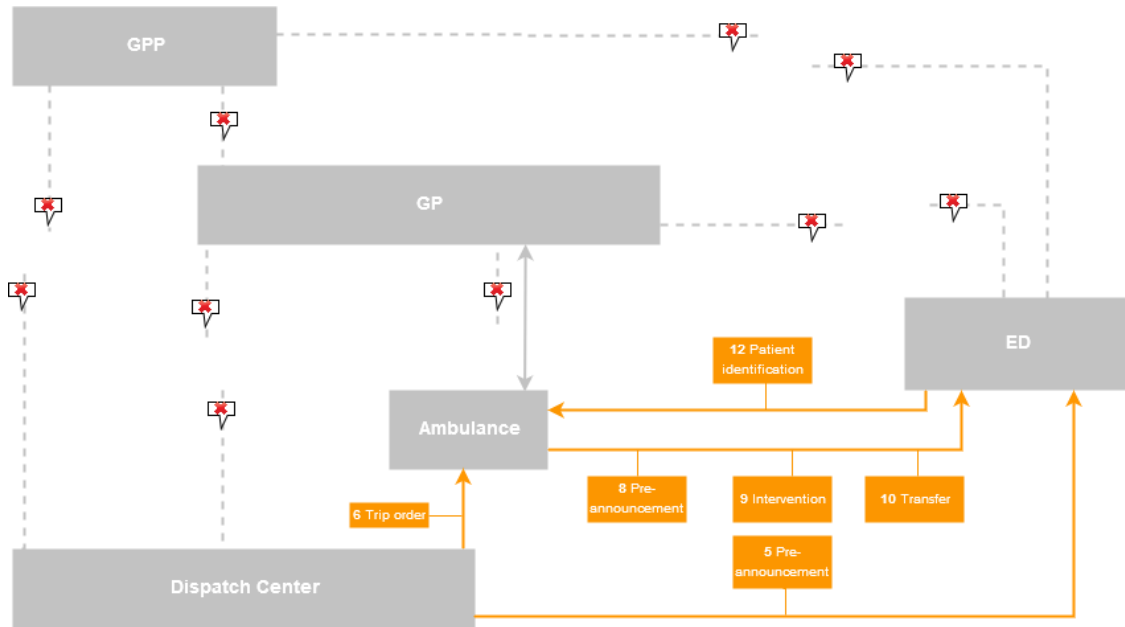 GPP
GP
ED
12 Patient
identification
Ambulance
8 Pre-
announcement
9 Intervention
10 Transfer
6 Trip order
5 Pre-
announcement
Dispatch Center